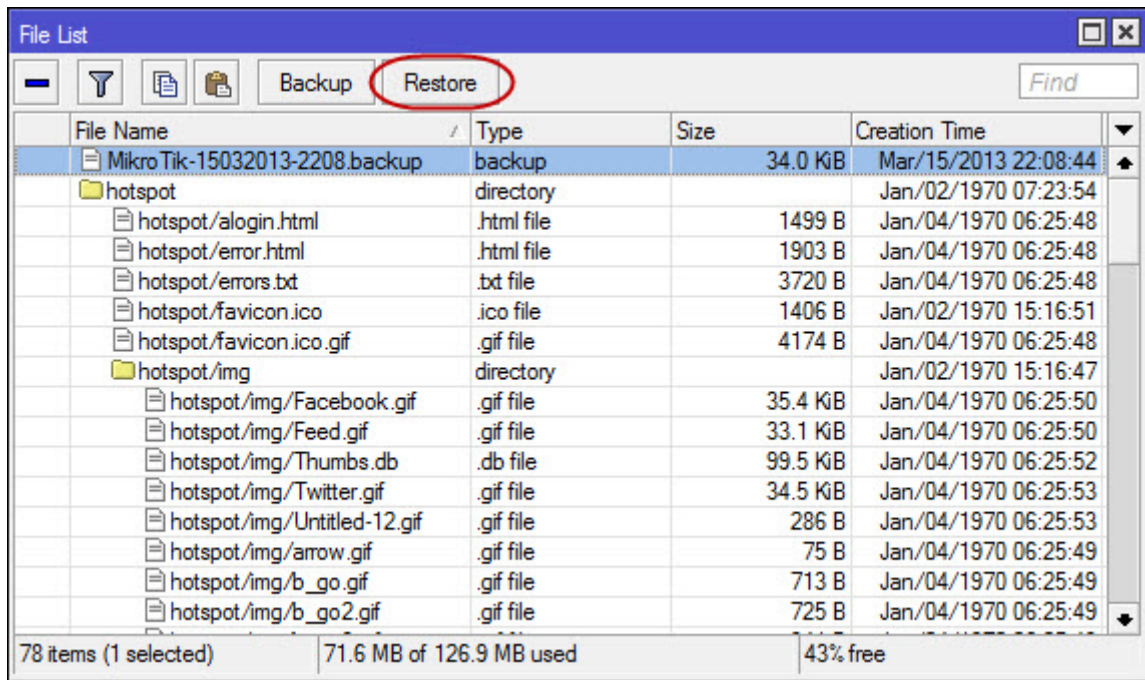 File List
Backup Restore Find
File Name Type Size Creation Time
MikroTik-15032013-2208.backup backup 34.0 KiB Mar/15/2013 22:08:44
hotspot directory Jan/02/1970 07:23:54
hotspot/alogin.html .html file 1499 B Jan/04/1970 06:25:48
hotspot/error.html .html file 1903 B Jan/04/1970 06:25:48
hotspot/errors.txt .txt file 3720 B Jan/04/1970 06:25:48
hotspot/favicon.ico .ico file 1406 B Jan/02/1970 15:16:51
hotspot/favicon.ico.gif .gif file 4174 B Jan/04/1970 06:25:48
hotspot/img directory Jan/02/1970 15:16:47
hotspot/img/Facebook.gif .gif file 35.4 KiB Jan/04/1970 06:25:50
hotspot/img/Feed.gif .gif file 33.1 KiB Jan/04/1970 06:25:50
hotspot/img/Thumbs.db .db file 99.5 KiB Jan/04/1970 06:25:52
hotspot/img/Twitter.gif .gif file 34.5 KiB Jan/04/1970 06:25:53
hotspot/img/Untitled-12.gif .gif file 286 B Jan/04/1970 06:25:53
hotspot/img/arrow.gif .gif file 75 B Jan/04/1970 06:25:49
hotspot/img/b_go.gif .gif file 713 B Jan/04/1970 06:25:49
hotspot/img/b_go2.gif .gif file 725 B Jan/04/1970 06:25:49
78 items (1 selected) 71.6 MB of 126.9 MB used 43% free